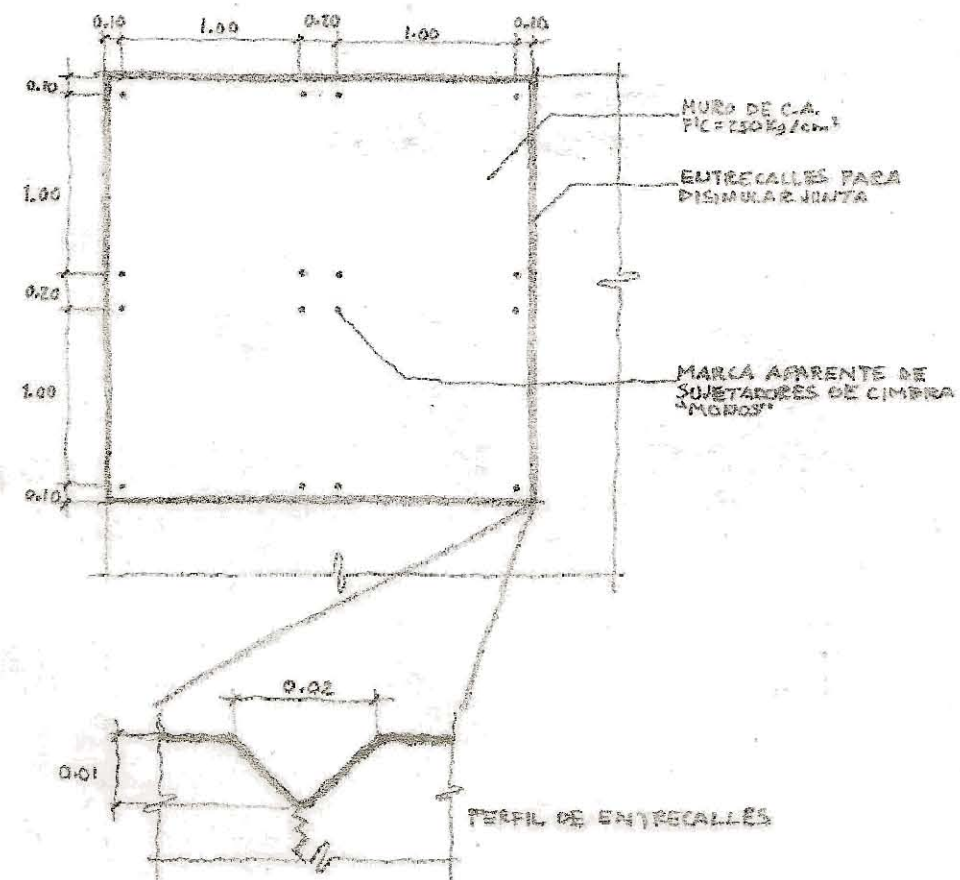 0.10 1.00 0.20 1.00 0.10
0.10
1.00
0.20
1.00
0.10
MURO DE C.A.
F'C=250Kg/cm²
ENTRECALLES PARA
DISIMULAR JUNTA
MARCA APARENTE DE
SUJETADORES DE CIMBRA
"MONOS"
0.02
0.01
PERFIL DE ENTRECALLES